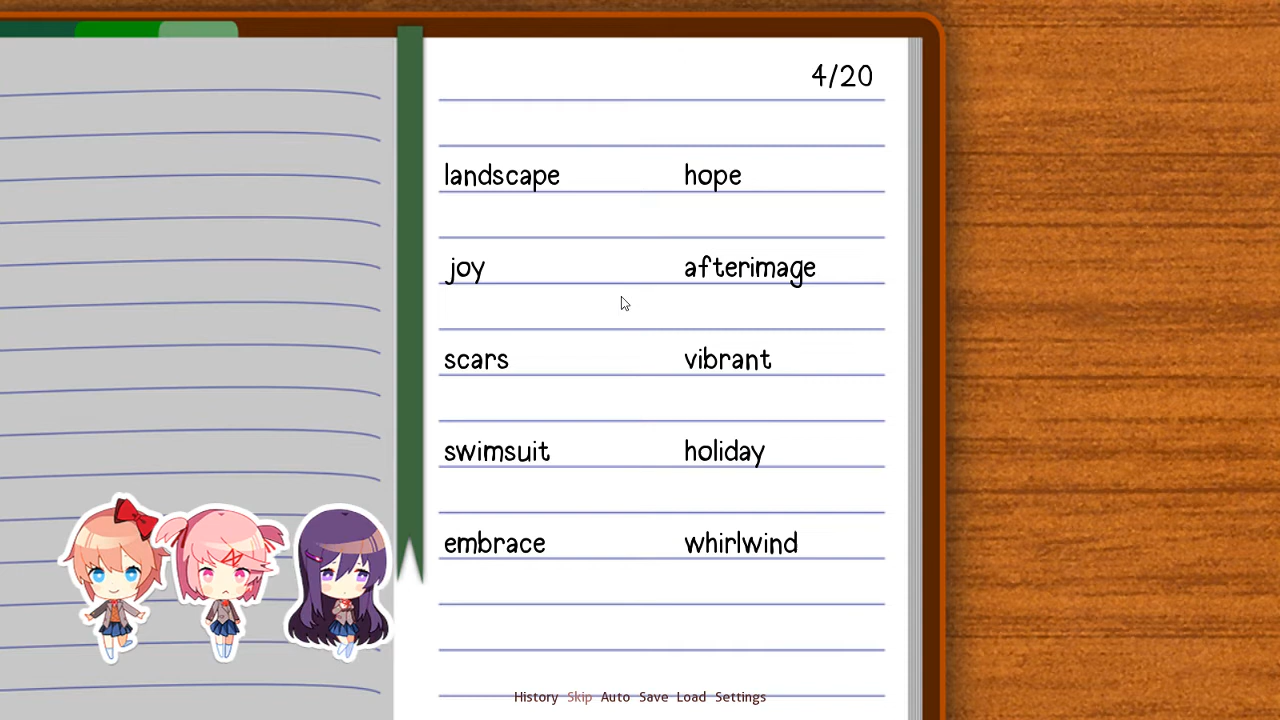 4/20
landscape hope
joy afterimage
scars vibrant
swimsuit holiday
embrace whirlwind
History Skip Auto Save Load Settings